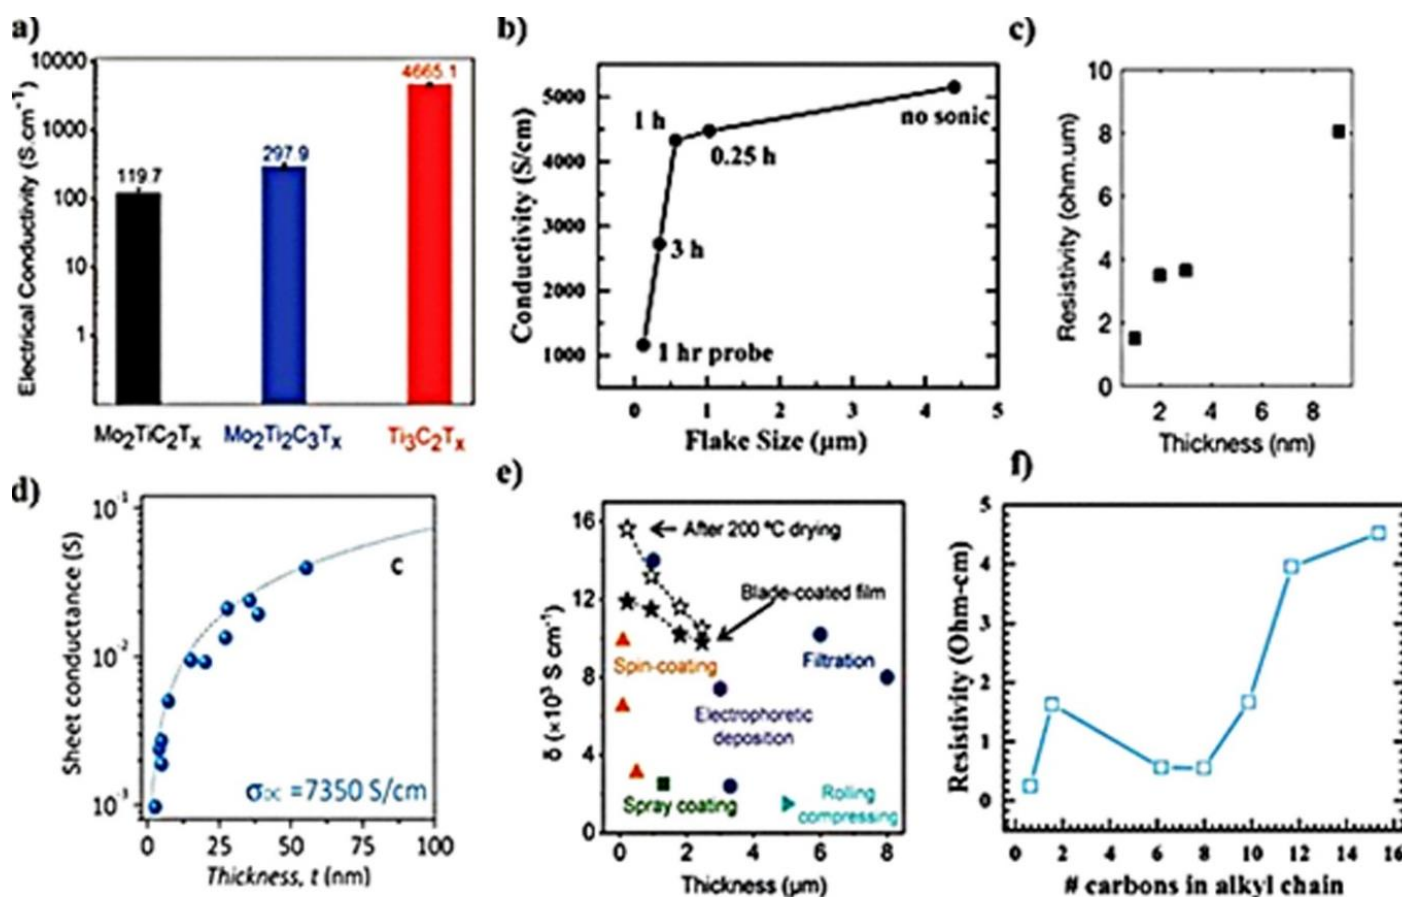 a)
Electrical Conductivity (S.cm⁻¹)
10000
1000
100
10
1
119.7
297.9
4665.1
Mo₂TiC₂Tₓ
Mo₂Ti₂C₃Tₓ
Ti₃C₂Tₓ
b)
Conductivity (S/cm)
5000
4000
3000
2000
1000
1 h
0.25 h
no sonic
3 h
1 hr probe
0 1 2 3 4 5
Flake Size (µm)
c)
Resistivity (ohm.um)
10
8
6
4
2
0
2 4 6 8
Thickness (nm)
d)
Sheet conductance (S)
10⁻¹
10⁻²
10⁻³
c
0 25 50 75 100
Thickness, t (nm)
e)
δ (×10³ S cm⁻¹)
16
12
8
4
0
After 200 ºC drying
Blade-coated film
Spin-coating
Filtration
Electrophoretic
deposition
Spray coating
Rolling
compressing
0 2 4 6 8
Thickness (µm)
f)
Resistivity (Ohm-cm)
5
4
3
2
1
0
0 2 4 6 8 10 12 14 16
# carbons in alkyl chain
=7350 S/cm